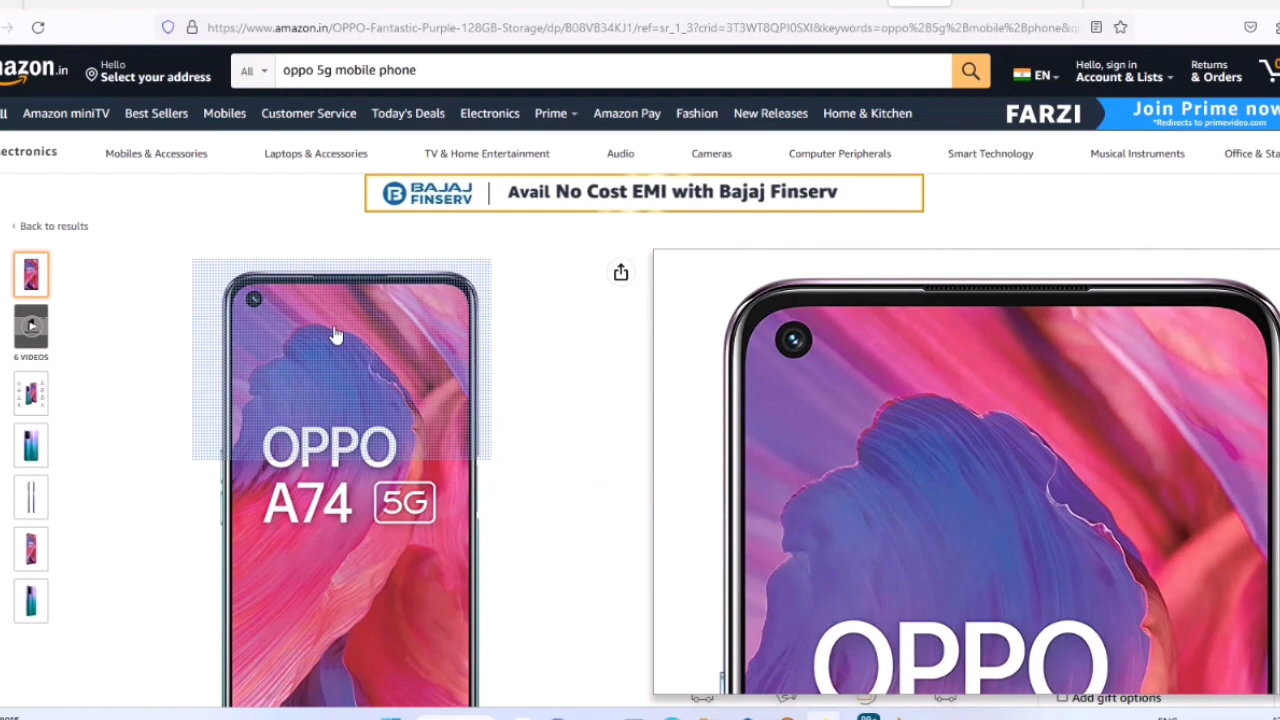 https://www.amazon.in/OPPO-Fantastic-Purple-128GB-Storage/dp/B08VB34KJ1/ref=sr_1_3?crid=3T3WT8QPI0SXI&keywords=oppo%2B5g%2Bmobile%2Bphone&
amazon.in
Hello
Select your address
All
oppo 5g mobile phone
EN
Hello, sign in
Account & Lists
Returns
& Orders
Amazon miniTV Best Sellers Mobiles Customer Service Today's Deals Electronics Prime Amazon Pay Fashion New Releases Home & Kitchen
FARZI
Join Prime now
*Redirects to primevideo.com
ectronics Mobiles & Accessories Laptops & Accessories TV & Home Entertainment Audio Cameras Computer Peripherals Smart Technology Musical Instruments Office & Sta
BAJAJ
FINSERV
Avail No Cost EMI with Bajaj Finserv
‹ Back to results
6 VIDEOS
OPPO
A74 5G
OPPO
Add gift options